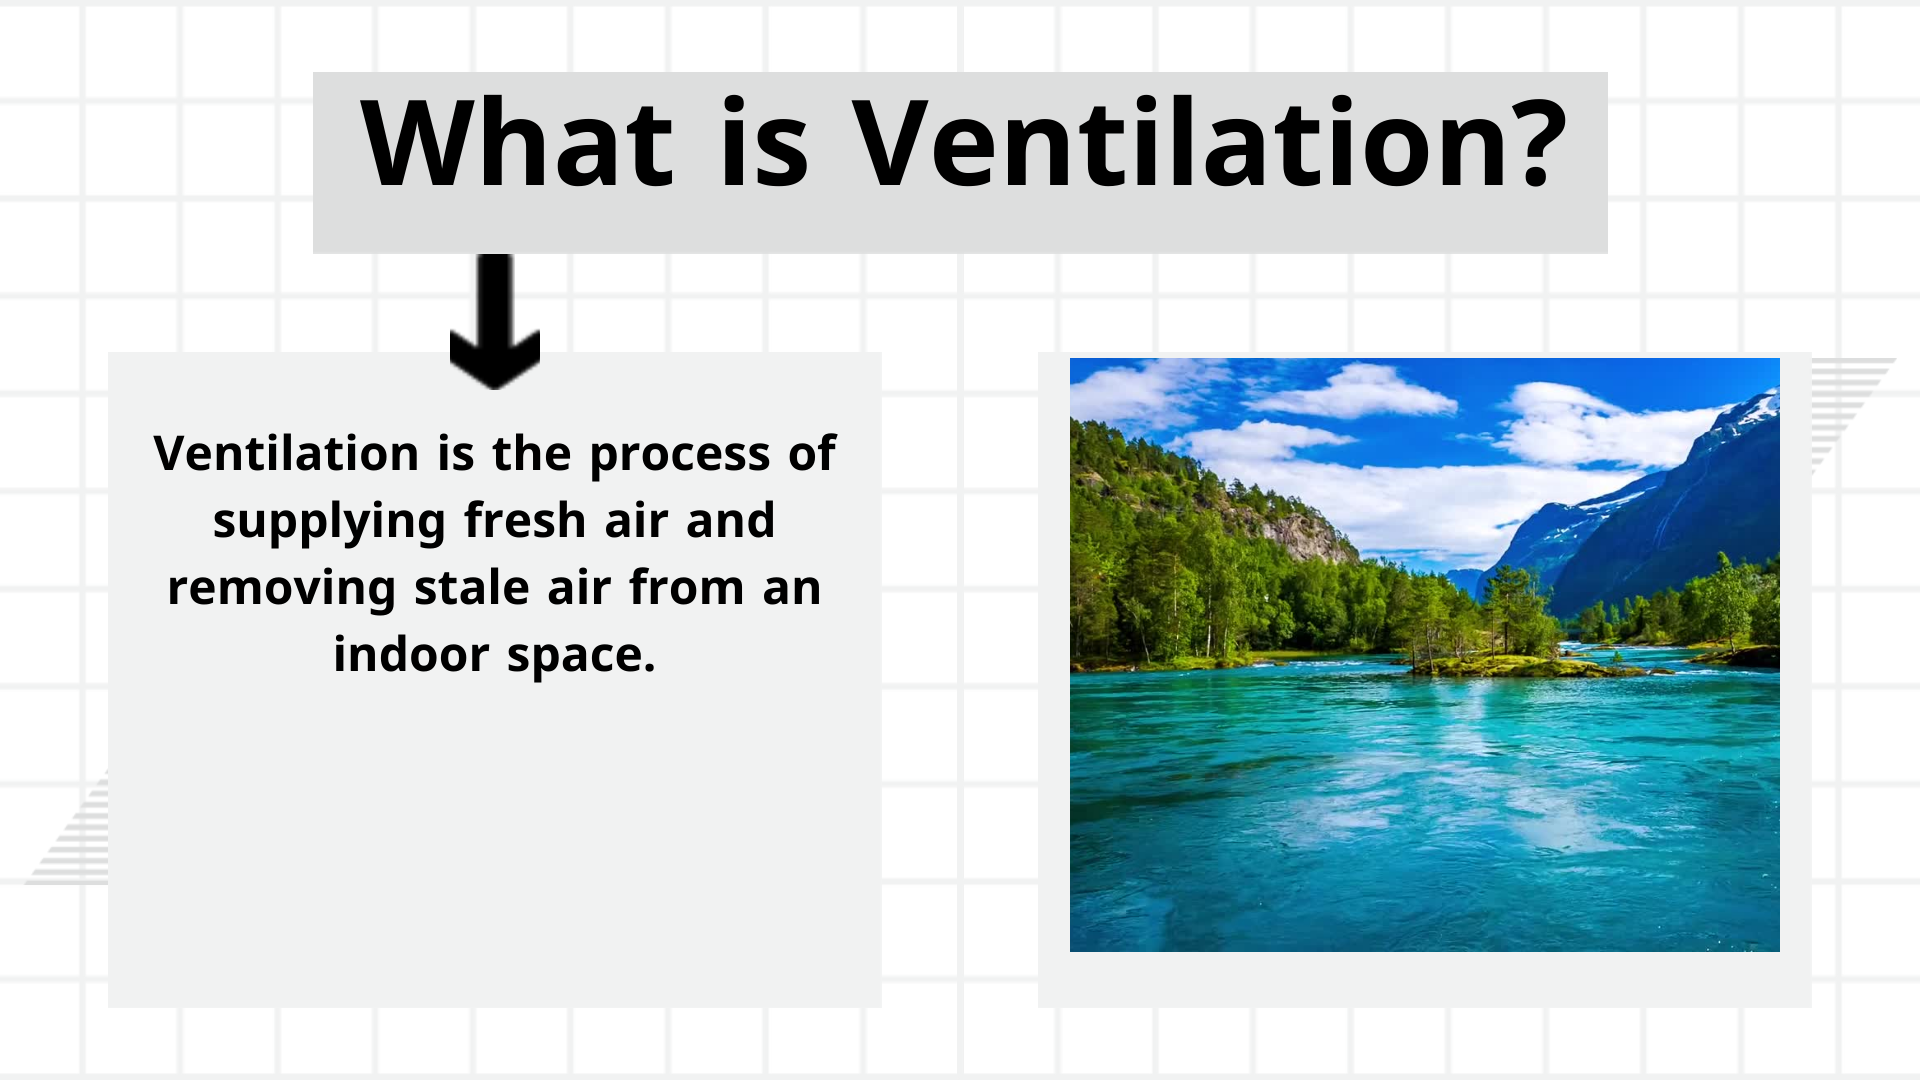 What is Ventilation?
Ventilation is the process of
supplying fresh air and
removing stale air from an
indoor space.